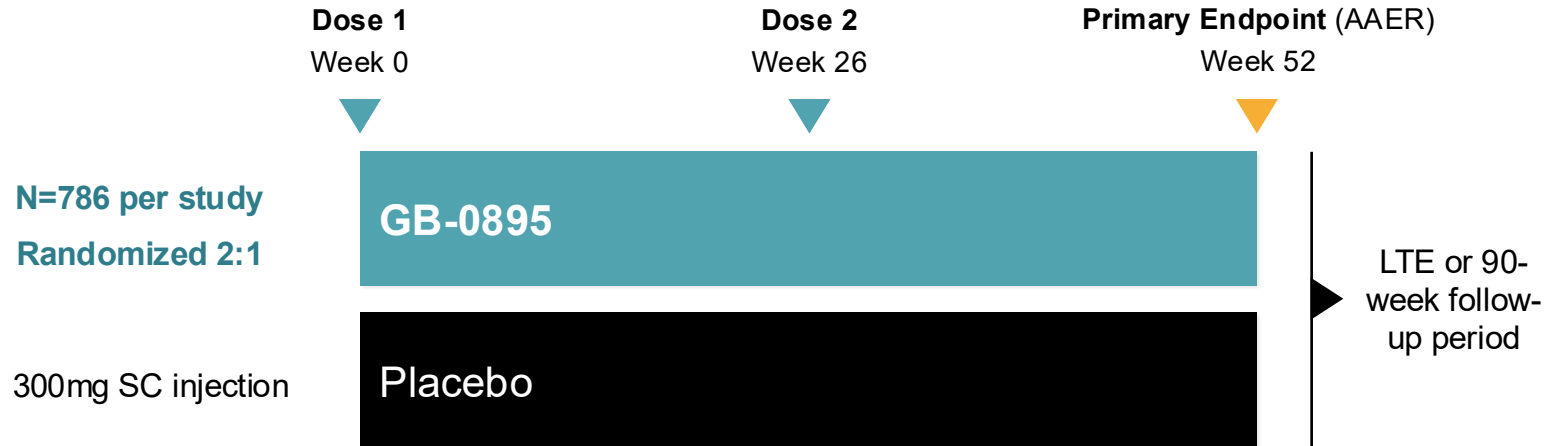 Dose 1
Week 0
Dose 2
Week 26
Primary Endpoint (AAER)
Week 52
N=786 per study
Randomized 2:1
GB-0895
300mg SC injection
Placebo
LTE or 90-
week follow-
up period